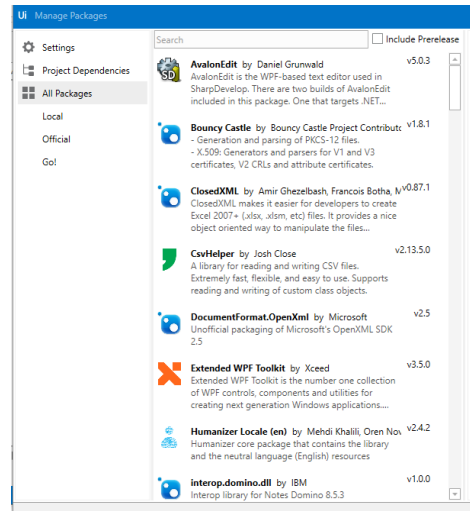 Ui Manage Packages
Settings
Project Dependencies
All Packages
Local
Official
Go!
Search
Include Prerelease
AvalonEdit by Daniel Grunwald v5.0.3
AvalonEdit is the WPF-based text editor used in
SharpDevelop. There are two builds of AvalonEdit
included in this package. One that targets .NET...
Bouncy Castle by Bouncy Castle Project Contributo v1.8.1
- Generation and parsing of PKCS-12 files.
- X.509: Generators and parsers for V1 and V3
certificates, V2 CRLs and attribute certificates.
ClosedXML by Amir Ghezelbash, Francois Botha, M v0.87.1
ClosedXML makes it easier for developers to create
Excel 2007+ (.xlsx, .xlsm, etc) files. It provides a nice
object oriented way to manipulate the files...
CsvHelper by Josh Close v2.13.5.0
A library for reading and writing CSV files.
Extremely fast, flexible, and easy to use. Supports
reading and writing of custom class objects.
DocumentFormat.OpenXml by Microsoft v2.5
Unofficial packaging of Microsoft's OpenXML SDK
2.5
Extended WPF Toolkit by Xceed v3.5.0
Extended WPF Toolkit is the number one collection
of WPF controls, components and utilities for
creating next generation Windows applications....
Humanizer Locale (en) by Mehdi Khalili, Oren Nov v2.4.2
Humanizer core package that contains the library
and the neutral language (English) resources
interop.domino.dll by IBM v1.0.0
Interop library for Notes Domino 8.5.3
SD